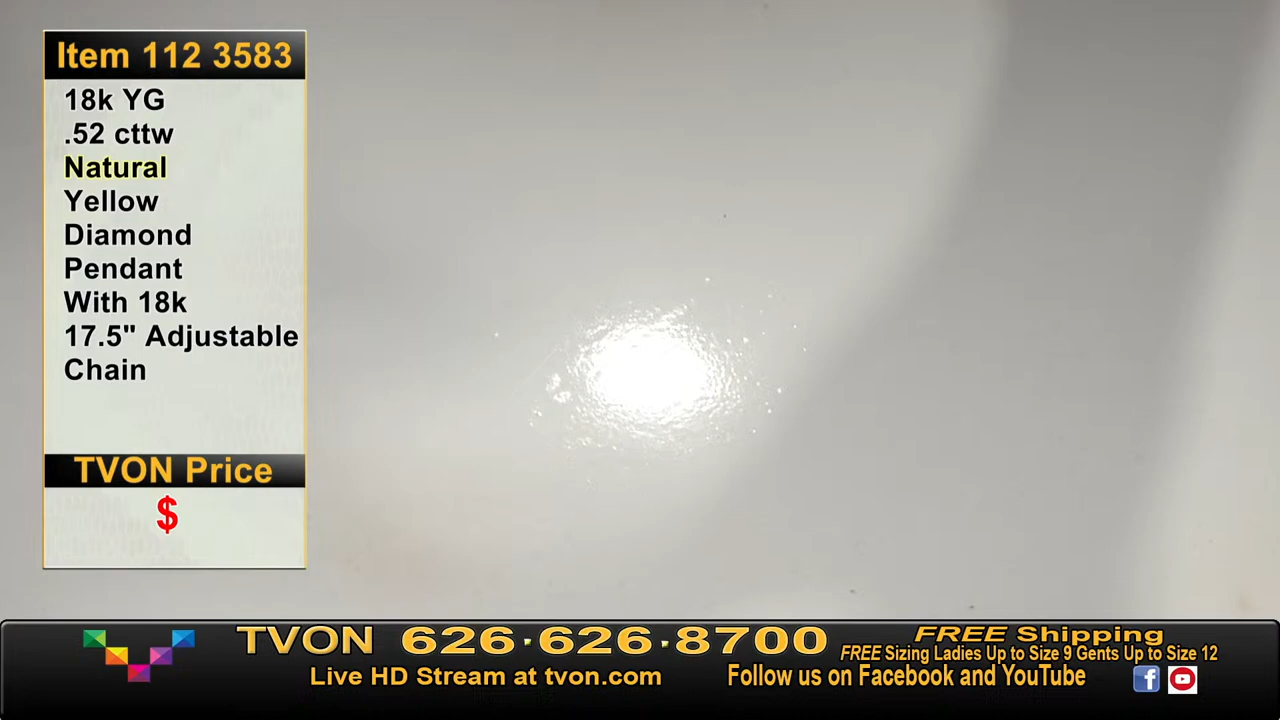 Item 112 3583
18k YG
.52 cttw
Natural
Yellow
Diamond
Pendant
With 18k
17.5" Adjustable
Chain
TVON Price
$
TVON 626·626·8700
FREE Shipping
FREE Sizing Ladies Up to Size 9 Gents Up to Size 12
Live HD Stream at tvon.com
Follow us on Facebook and YouTube